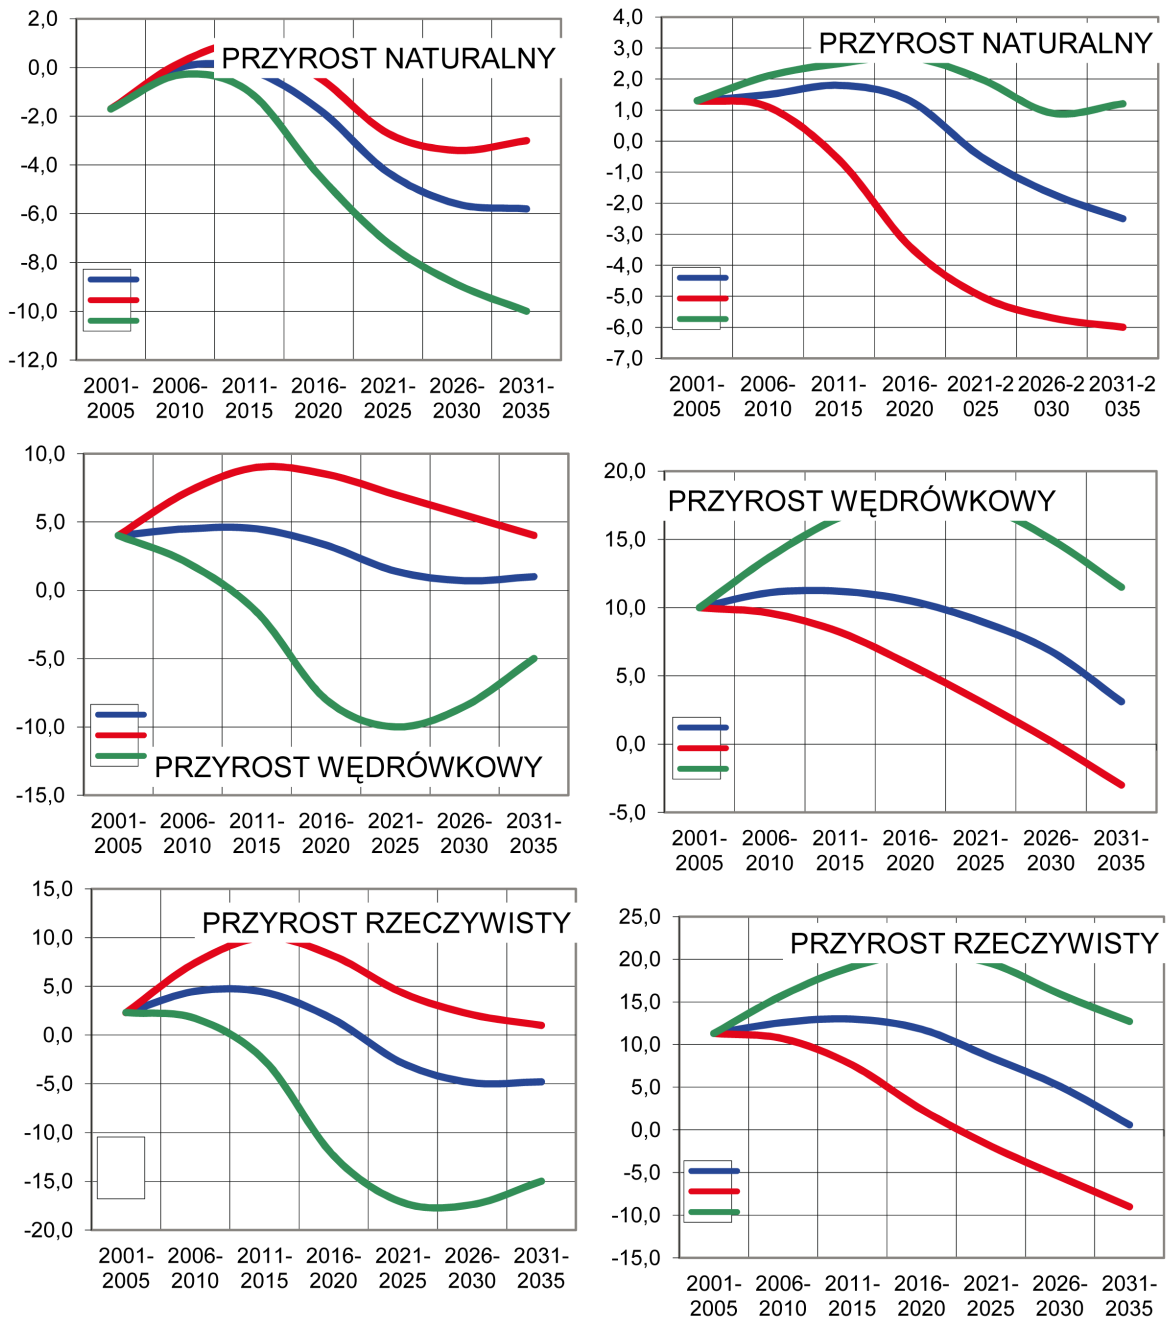 PRZYROST NATURALNY
2,0
0,0
-2,0
-4,0
-6,0
-8,0
-10,0
-12,0
2001- 2006- 2011- 2016- 2021- 2026- 2031-
2005 2010 2015 2020 2025 2030 2035
PRZYROST NATURALNY
4,0
3,0
2,0
1,0
0,0
-1,0
-2,0
-3,0
-4,0
-5,0
-6,0
-7,0
2001- 2006- 2011- 2016- 2021-2 2026-2 2031-2
2005 2010 2015 2020 025 030 035
10,0
5,0
0,0
-5,0
-10,0
-15,0
PRZYROST WĘDRÓWKOWY
2001- 2006- 2011- 2016- 2021- 2026- 2031-
2005 2010 2015 2020 2025 2030 2035
20,0
PRZYROST WĘDRÓWKOWY
15,0
10,0
5,0
0,0
-5,0
2001- 2006- 2011- 2016- 2021- 2026- 2031-
2005 2010 2015 2020 2025 2030 2035
15,0
PRZYROST RZECZYWISTY
10,0
5,0
0,0
-5,0
-10,0
-15,0
-20,0
2001- 2006- 2011- 2016- 2021- 2026- 2031-
2005 2010 2015 2020 2025 2030 2035
25,0
PRZYROST RZECZYWISTY
20,0
15,0
10,0
5,0
0,0
-5,0
-10,0
-15,0
2001- 2006- 2011- 2016- 2021- 2026- 2031-
2005 2010 2015 2020 2025 2030 2035